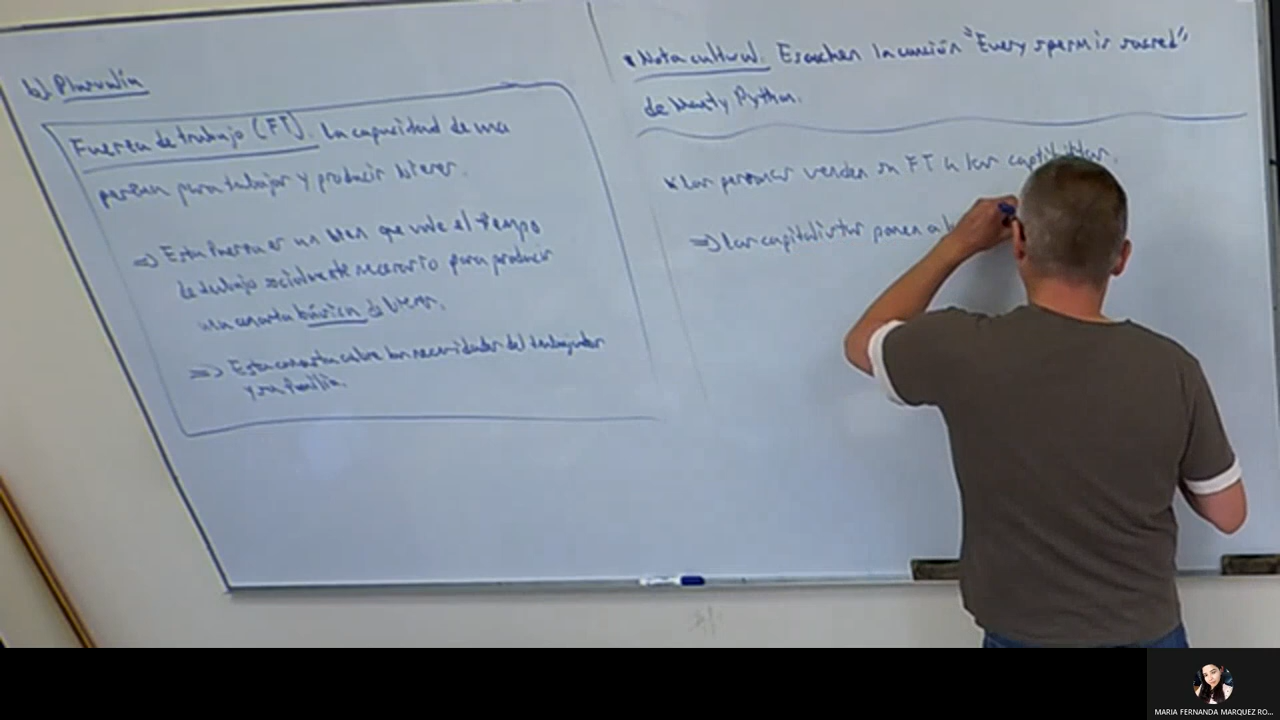 b). Plusvalía
Fuerza de trabajo (FT). La capacidad de una
persona para trabajar y producir bienes.
=> Esta fuerza es un bien que vale el tiempo
de trabajo socialmente necesario para producir
una canasta básica de bienes.
=> Esta canasta cubre las necesidades del trabajador
y su familia.
• Nota cultural. Escuchen la canción "Every sperm is sacred"
de Monty Python.
* Las personas venden su FT a los capitalistas.
=> Los capitalistas ponen a
MARIA FERNANDA MARQUEZ RO...